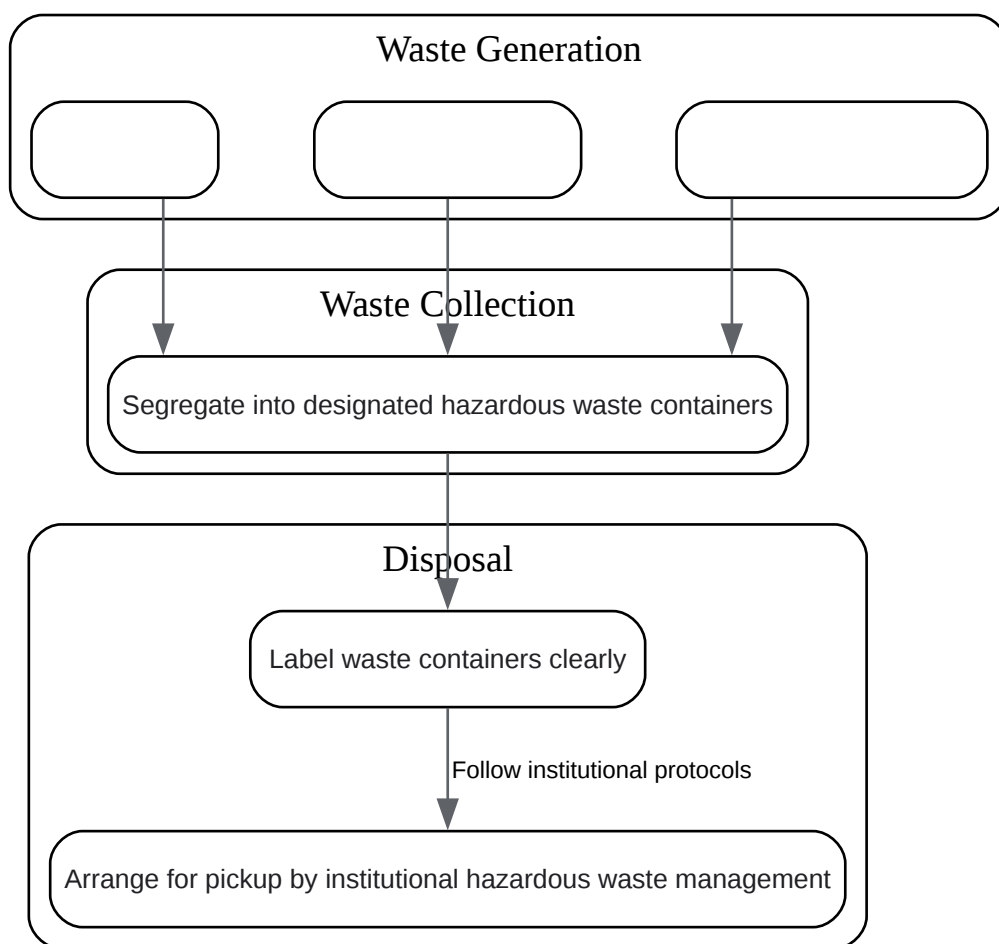 Waste Generation
Waste Collection
Segregate into designated hazardous waste containers
Disposal
Label waste containers clearly
Follow institutional protocols
Arrange for pickup by institutional hazardous waste management